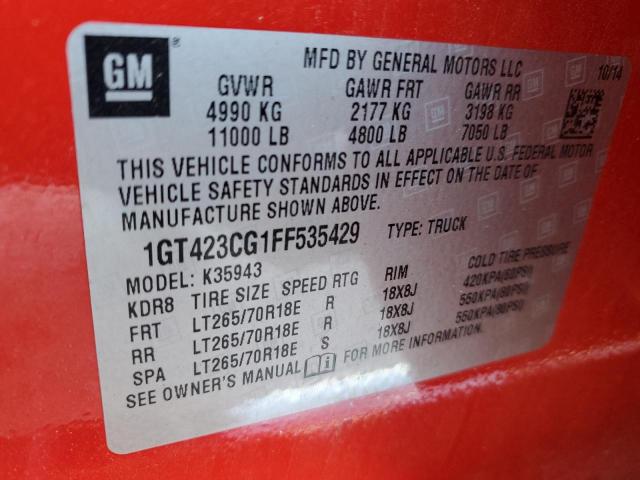 GM
MFD BY GENERAL MOTORS LLC 10/14
GVWR GAWR FRT GAWR RR
4990 KG 2177 KG 3198 KG
11000 LB 4800 LB 7050 LB
THIS VEHICLE CONFORMS TO ALL APPLICABLE U.S. FEDERAL MOTOR
VEHICLE SAFETY STANDARDS IN EFFECT ON THE DATE OF
MANUFACTURE SHOWN ABOVE.
1GT423CG1FF535429 TYPE: TRUCK
MODEL: K35943
KDR8 TIRE SIZE SPEED RTG RIM
FRT LT265/70R18E R 18X8J 420KPA(60PSI)
RR LT265/70R18E R 18X8J 550KPA(80PSI)
SPA LT265/70R18E S 18X8J 550KPA(80PSI)
SEE OWNER'S MANUAL FOR MORE INFORMATION.